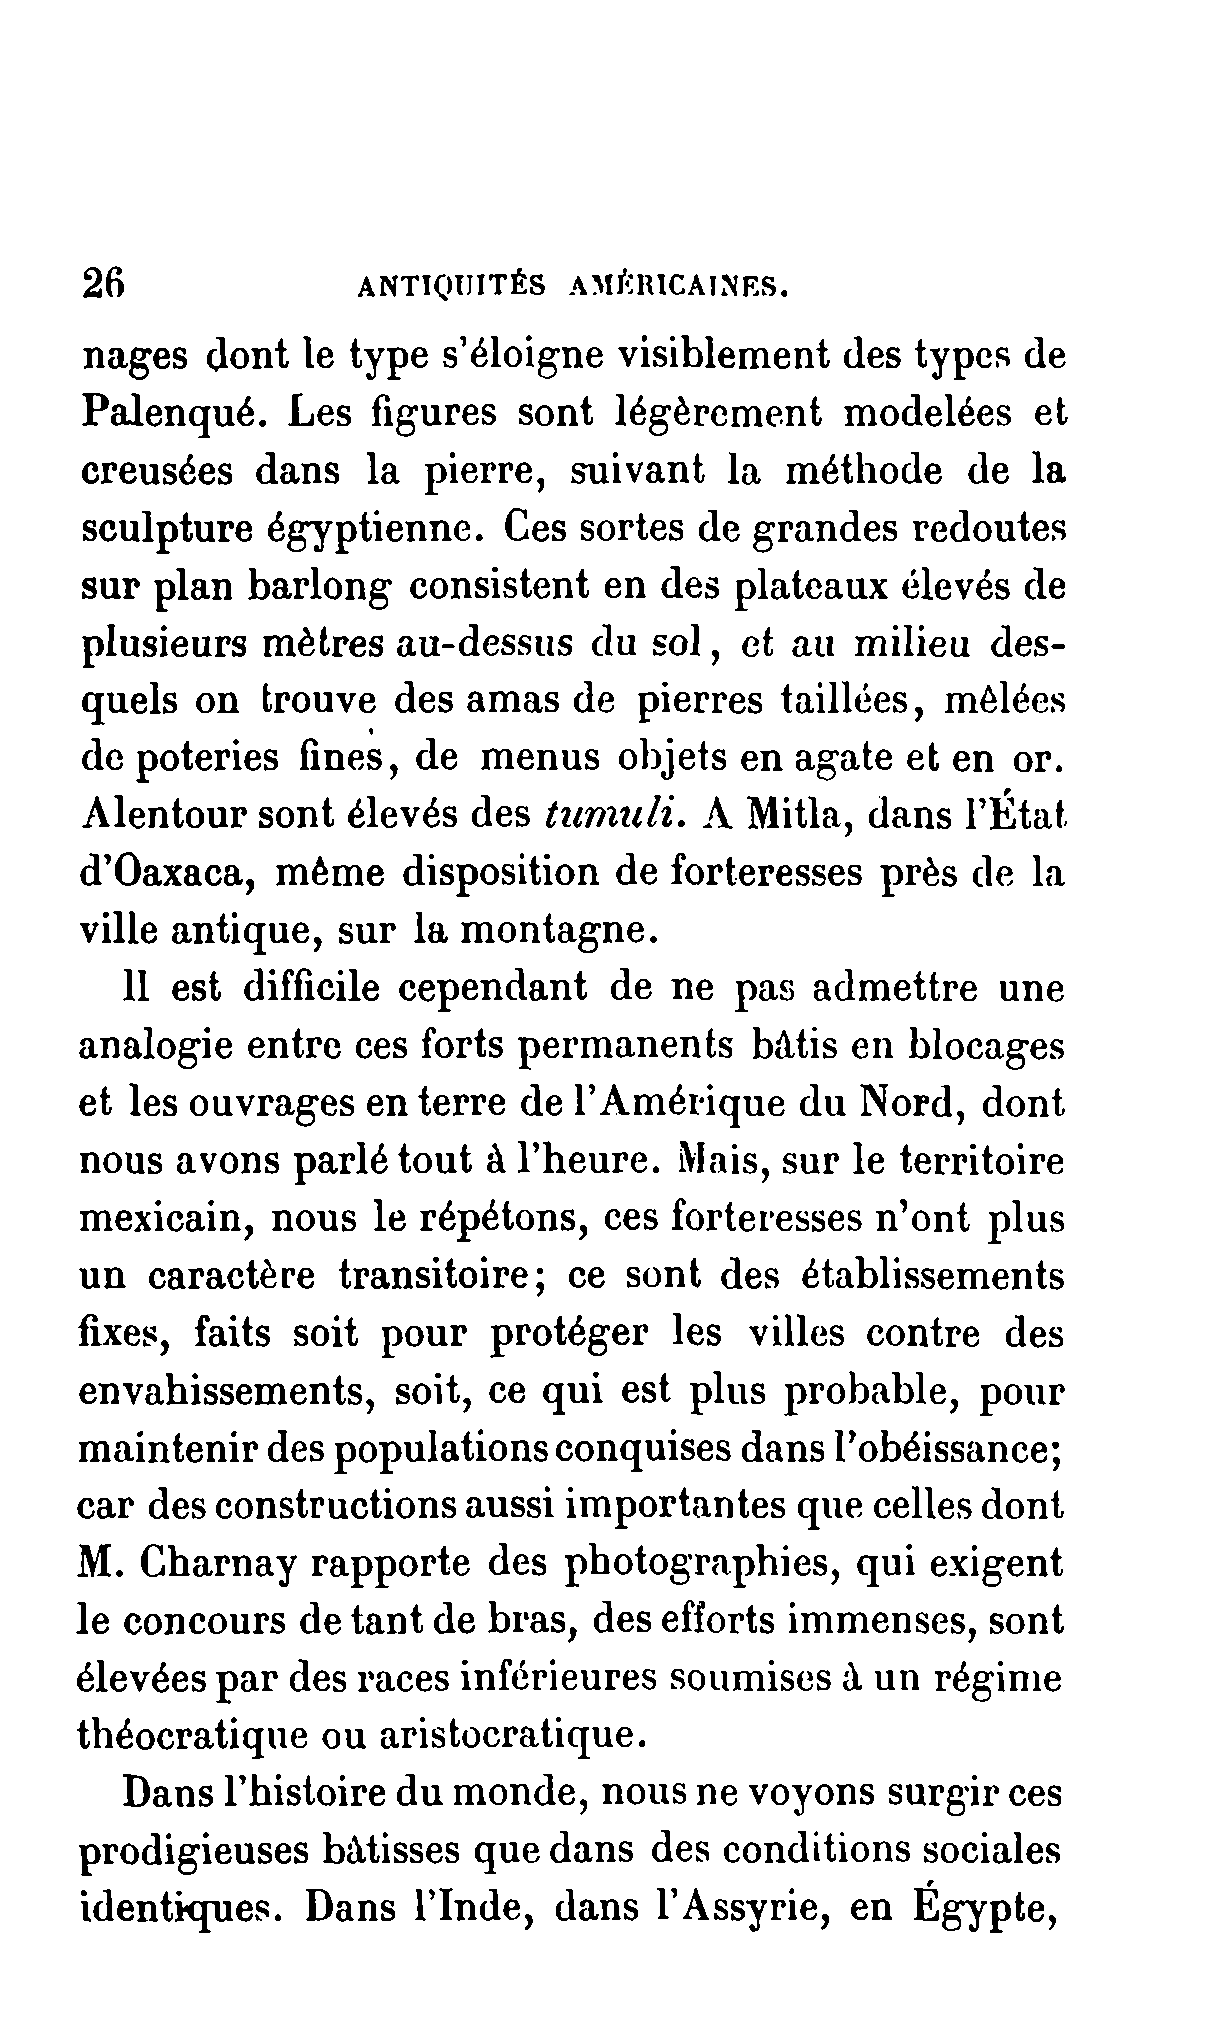 26 ANTIQUITÉS AMÉRICAINES.
nages dont le type s'éloigne visiblement des types de
Palenqué. Les figures sont légèrement modelées et
creusées dans la pierre, suivant la méthode de la
sculpture égyptienne. Ces sortes de grandes redoutes
sur plan barlong consistent en des plateaux élevés de
plusieurs mètres au-dessus du sol, et au milieu des-
quels on trouve des amas de pierres taillées, mêlées
de poteries fines, de menus objets en agate et en or.
Alentour sont élevés des tumuli. A Mitla, dans l'État
d'Oaxaca, même disposition de forteresses près de la
ville antique, sur la montagne.
Il est difficile cependant de ne pas admettre une
analogie entre ces forts permanents bâtis en blocages
et les ouvrages en terre de l'Amérique du Nord, dont
nous avons parlé tout à l'heure. Mais, sur le territoire
mexicain, nous le répétons, ces forteresses n'ont plus
un caractère transitoire; ce sont des établissements
fixes, faits soit pour protéger les villes contre des
envahissements, soit, ce qui est plus probable, pour
maintenir des populations conquises dans l'obéissance;
car des constructions aussi importantes que celles dont
M. Charnay rapporte des photographies, qui exigent
le concours de tant de bras, des efforts immenses, sont
élevées par des races inférieures soumises à un régime
théocratique ou aristocratique.
Dans l'histoire du monde, nous ne voyons surgir ces
prodigieuses bâtisses que dans des conditions sociales
identiques. Dans l'Inde, dans l'Assyrie, en Égypte,